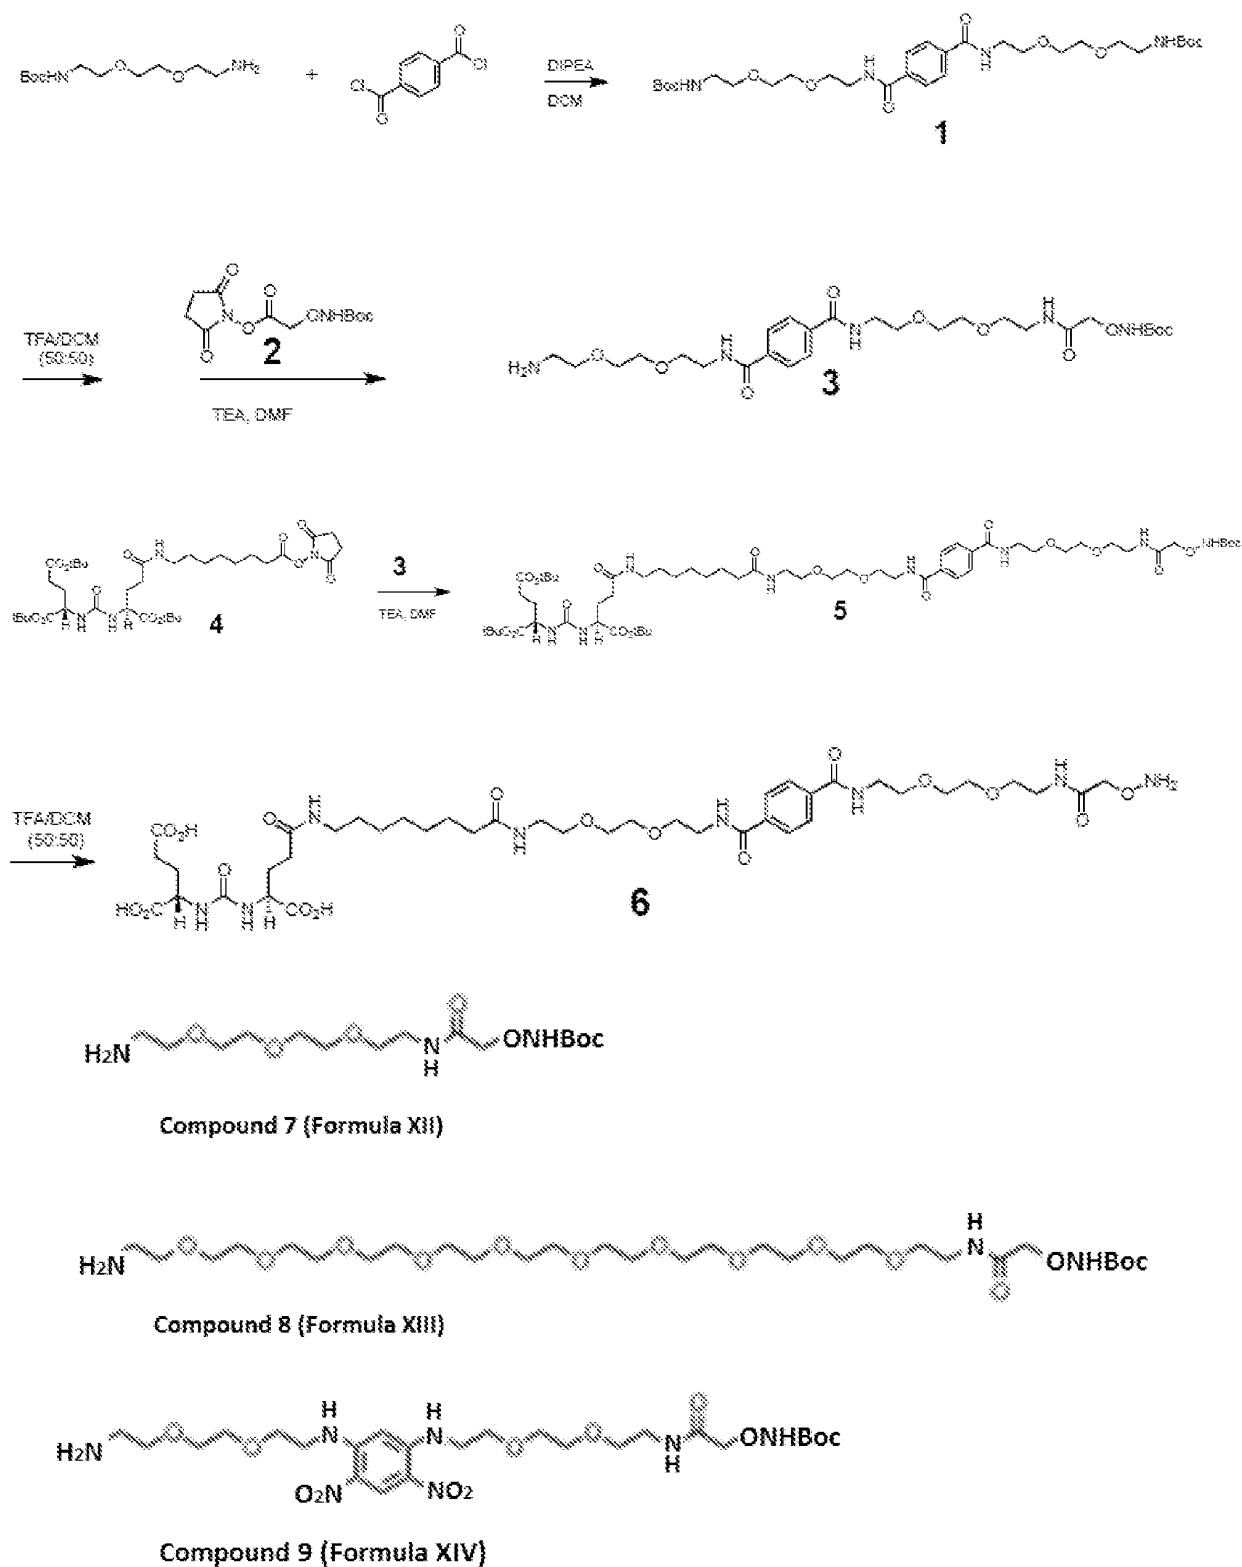 BocHN O O NH2 + Cl O Cl O DIPEA DCM BocHN O O H N O O N H O O NHBoc
1
TFA/DCM
(50:50)
O N O O O ONHBoc
2
TEA, DMF
H2N O O H N O O N H O O H N O ONHBoc
3
CO2tBu O H N O O N O O
tBuO2C H N H O N H H CO2tBu
4
3
TEA, DMF
CO2tBu O H N O N H O O H N O O N H O O H N O O NHBoc
tBuO2C H N H O N H H CO2tBu
5
TFA/DCM
(50:50)
CO2H O H N O N H O O H N O O N H O O H N O O NH2
HO2C H N H O N H H CO2H
6
H2N O O O N H O ONHBoc
Compound 7 (Formula XII)
H2N O O O O O O O O O O H N O ONHBoc
Compound 8 (Formula XIII)
H2N O O H N H N O O N H O ONHBoc
O2N NO2
Compound 9 (Formula XIV)